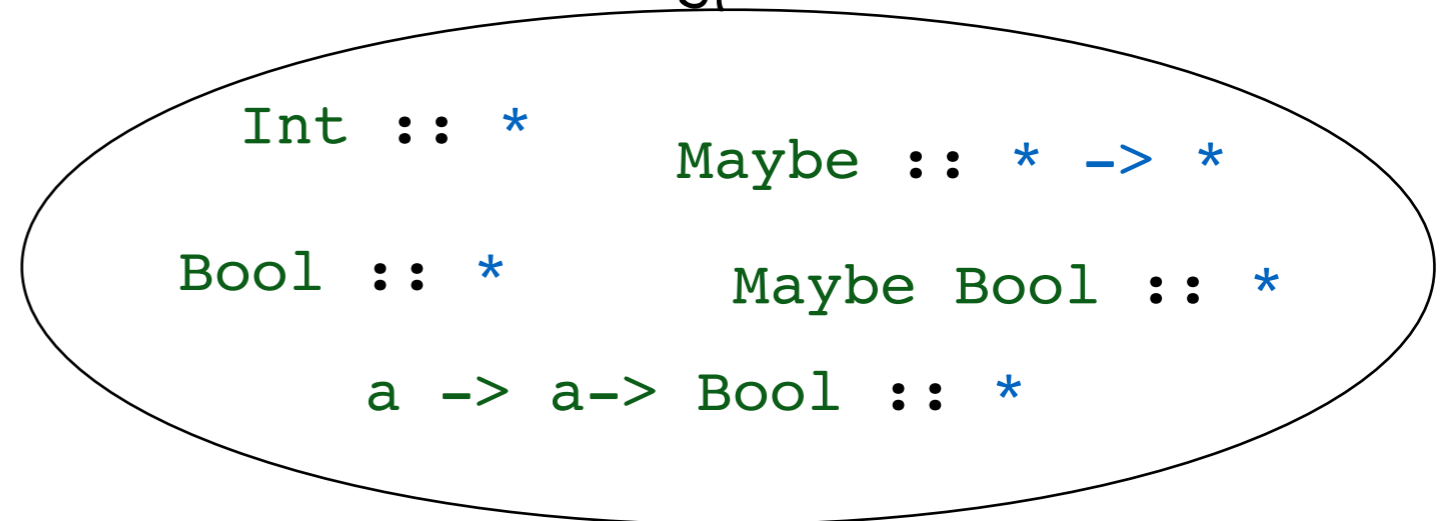 Int :: *
Maybe :: * -> *
Bool :: *
Maybe Bool :: *
a -> a-> Bool :: *